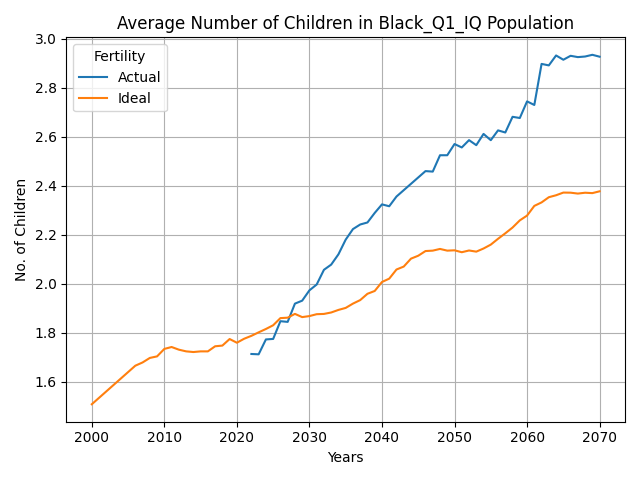 Average Number of Children in Black_Q1_IQ Population
Fertility
Actual
Ideal
No. of Children
3.0
2.8
2.6
2.4
2.2
2.0
1.8
1.6
2000 2010 2020 2030 2040 2050 2060 2070
Years